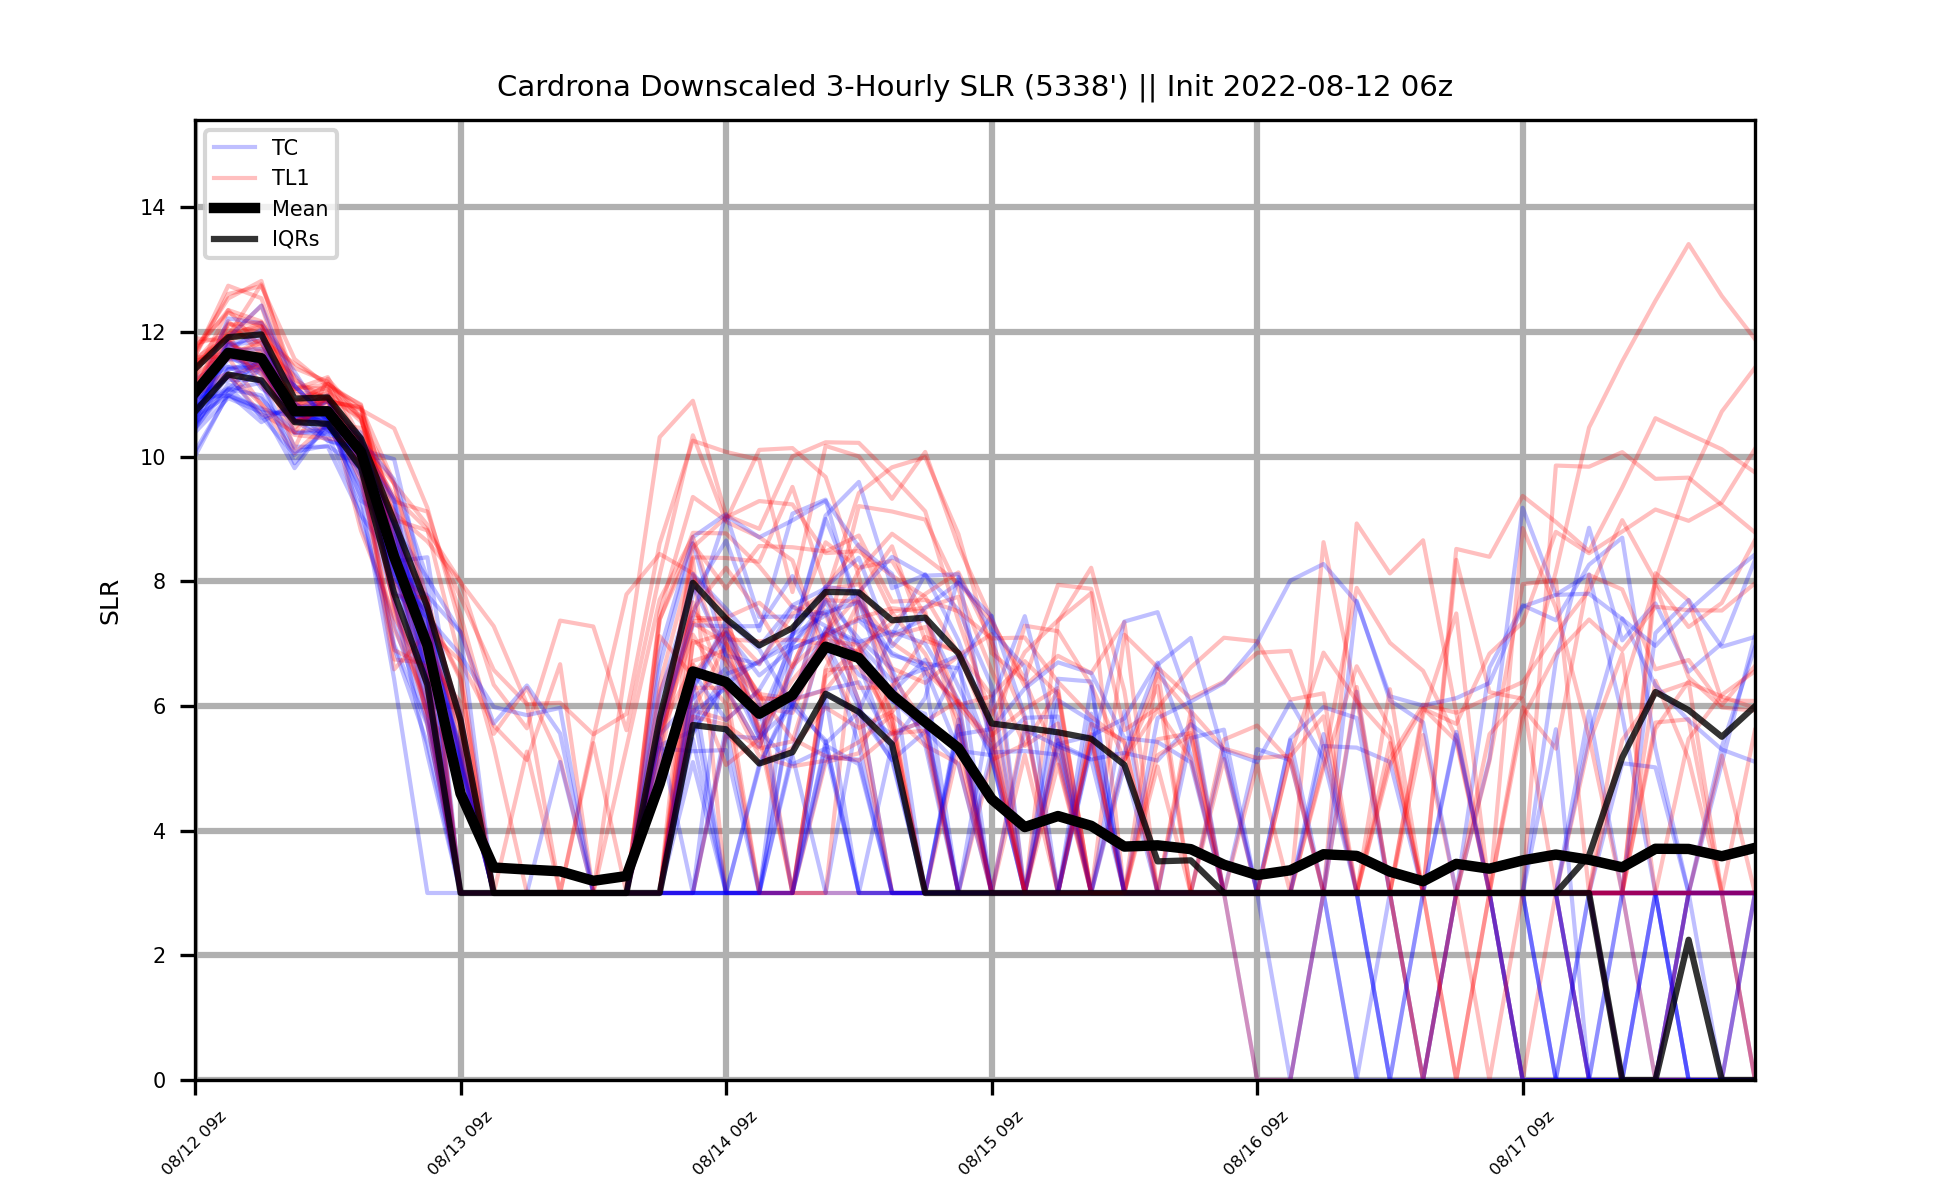 Cardrona Downscaled 3-Hourly SLR (5338') || Init 2022-08-12 06z
TC
TL1
Mean
IQRs
SLR
14
12
10
8
6
4
2
0
08/12 09z
08/13 09z
08/14 09z
08/15 09z
08/16 09z
08/17 09z